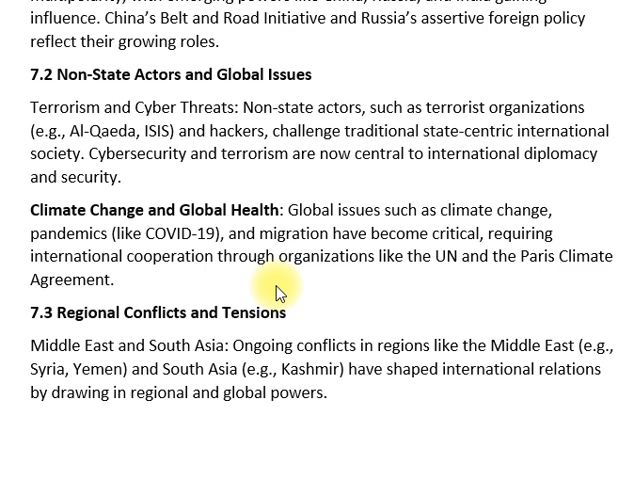 influence. China’s Belt and Road Initiative and Russia’s assertive foreign policy
reflect their growing roles.
7.2 Non-State Actors and Global Issues
Terrorism and Cyber Threats: Non-state actors, such as terrorist organizations
(e.g., Al-Qaeda, ISIS) and hackers, challenge traditional state-centric international
society. Cybersecurity and terrorism are now central to international diplomacy
and security.
Climate Change and Global Health: Global issues such as climate change,
pandemics (like COVID-19), and migration have become critical, requiring
international cooperation through organizations like the UN and the Paris Climate
Agreement.
7.3 Regional Conflicts and Tensions
Middle East and South Asia: Ongoing conflicts in regions like the Middle East (e.g.,
Syria, Yemen) and South Asia (e.g., Kashmir) have shaped international relations
by drawing in regional and global powers.